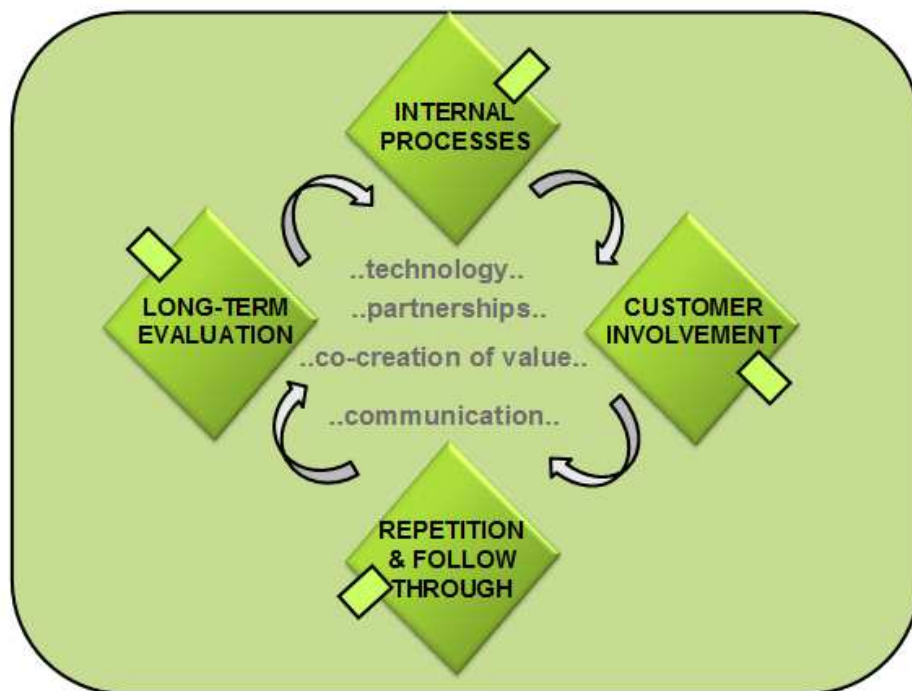 INTERNAL
PROCESSES
..technology..
..partnerships..
..co-creation of value..
..communication..
LONG-TERM
EVALUATION
CUSTOMER
INVOLVEMENT
REPETITION
& FOLLOW
THROUGH